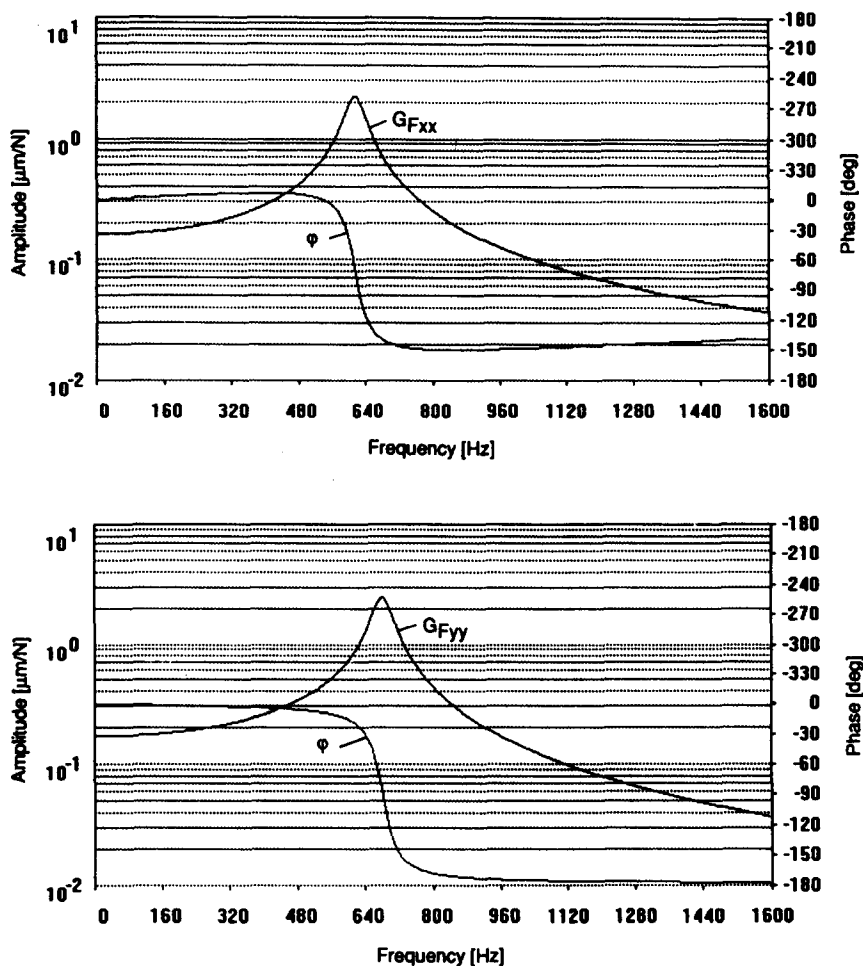 10^1
10^0
10^-1
10^-2
Amplitude [µm/N]
G_Fxx
φ
-180
-210
-240
-270
-300
-330
0
-30
-60
-90
-120
-150
-180
Phase [deg]
0 160 320 480 640 800 960 1120 1280 1440 1600
Frequency [Hz]
10^1
10^0
10^-1
10^-2
Amplitude [µm/N]
G_Fyy
φ
-180
-210
-240
-270
-300
-330
0
-30
-60
-90
-120
-150
-180
Phase [deg]
0 160 320 480 640 800 960 1120 1280 1440 1600
Frequency [Hz]